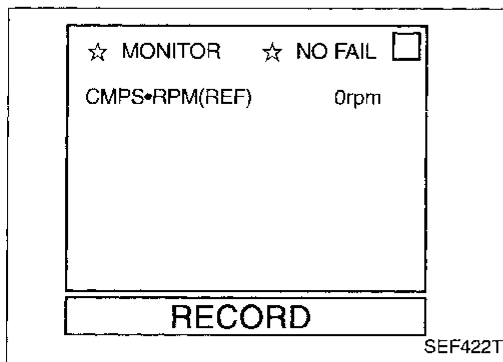 ☆ MONITOR ☆ NO FAIL
CMPS•RPM(REF) 0rpm
RECORD
SEF422T